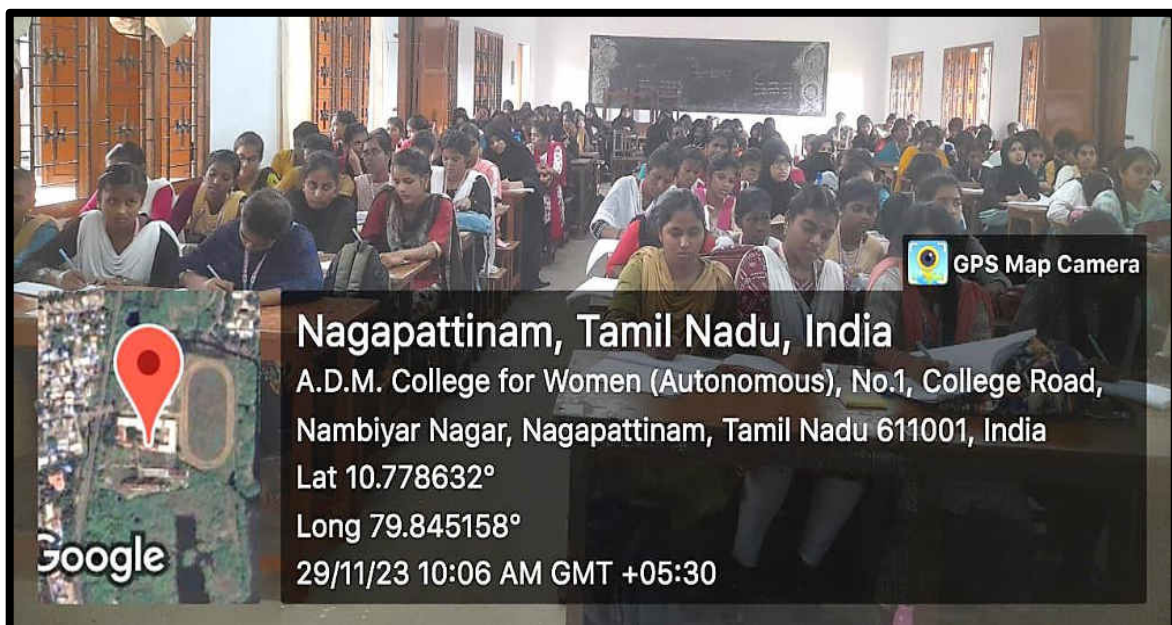 GPS Map Camera
Nagapattinam, Tamil Nadu, India
A.D.M. College for Women (Autonomous), No.1, College Road,
Nambiyar Nagar, Nagapattinam, Tamil Nadu 611001, India
Lat 10.778632°
Long 79.845158°
29/11/23 10:06 AM GMT +05:30
Google